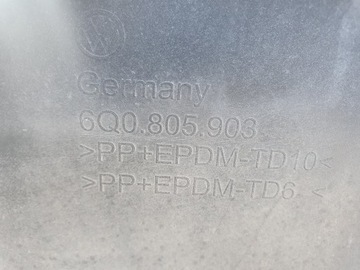 Germany
6Q0.805.903
>PP+EPDM-TD10<
>PP+EPDM-TD6 <